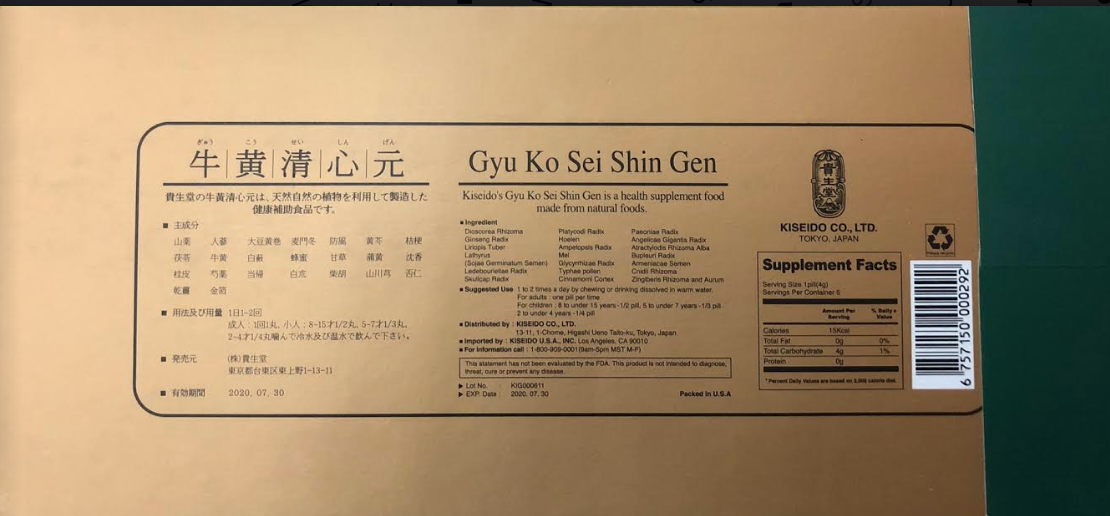 ぎゅう こう せい しん げん
牛黄清心元
貴生堂の牛黄清心元は、天然自然の植物を利用して製造した
健康補助食品です。
■ 主成分
山薬 人蔘 大豆黄巻 麦門冬 防風 黄芩 桔梗
茯苓 牛黄 白蘞 蜂蜜 甘草 蒲黄 沈香
桂皮 芍薬 当帰 白朮 柴胡 山川芎 杏仁
乾薑 金箔
■ 用法及び用量 1日1-2回
成人：1回1丸, 小人：8-15才1/2丸, 5-7才1/3丸,
2-4才1/4丸噛んで冷水及び温水で飲んで下さい。
■ 発売元 (株)貴生堂
東京都台東区東上野1-13-11
■ 有効期間 2020. 07. 30
Gyu Ko Sei Shin Gen
Kiseido's Gyu Ko Sei Shin Gen is a health supplement food
made from natural foods.
■ Ingredient
Dioscorea Rhizoma Platycodi Radix Paeoniae Radix
Ginseng Radix Hoelen Angelicae Gigantis Radix
Liriopis Tuber Ampelopsis Radix Atractylodis Rhizoma Alba
Lathyrus Mel Bupleuri Radix
(Sojae Germinatum Semen) Glycyrrhizae Radix Armeniacae Semen
Ledebouriellae Radix Typhae pollen Cnidii Rhizoma
Skullcap Radix Cinnamomi Cortex Zingiberis Rhizoma and Aurum
■ Suggested Use 1 to 2 times a day by chewing or drinking dissolved in warm water.
For adults : one pill per time
For children : 8 to under 15 years -1/2 pill, 5 to under 7 years -1/3 pill
2 to under 4 years -1/4 pill
■ Distributed by : KISEIDO CO., LTD.
13-11, 1-Chome, Higashi Ueno Taito-ku, Tokyo, Japan
■ Imported by : KISEIDO U.S.A., INC. Los Angeles, CA 90010
■ For Information call : 1-800-909-0001(9am-5pm MST M-F)
This statement has not been evaluated by the FDA. This product is not intended to diagnose,
threat, cure or prevent any disease.
▶ Lot No. : KIG000611
▶ EXP. Date : 2020. 07. 30 Packed in U.S.A
貴生堂
KISEIDO CO., LTD.
TOKYO, JAPAN
Supplement Facts
Serving Size 1pill(4g)
Servings Per Container 6
Amount Per Serving % Daily Value
Calories 15Kcal
Total Fat 0g 0%
Total Carbohydrate 4g 1%
Protein 0g
*Percent Daily Values are based on 2,000 calorie diet.
6 757150 000292